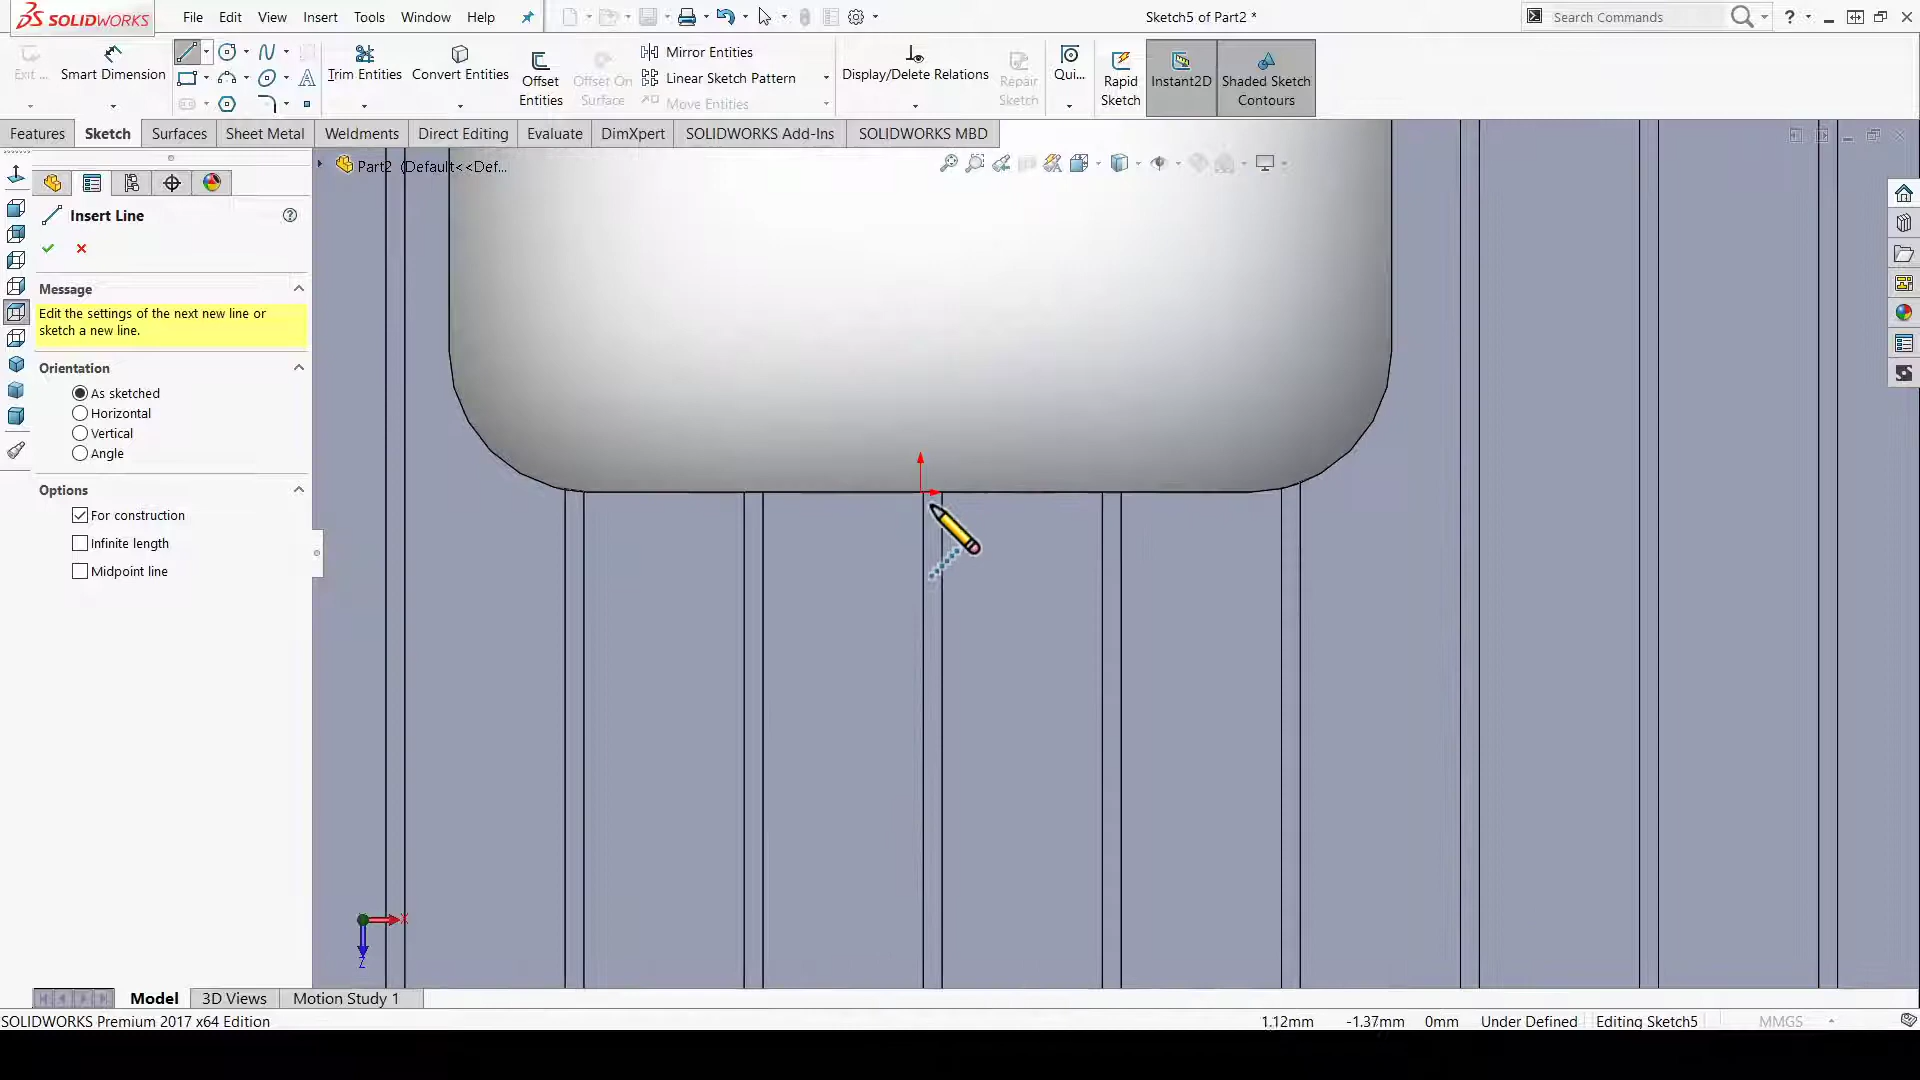 SOLIDWORKS
File Edit View Insert Tools Window Help
Sketch5 of Part2 *
Search Commands
?
Exit ...
Smart Dimension
Trim Entities
Convert Entities
Offset
Entities
Offset On
Surface
Mirror Entities
Linear Sketch Pattern
Move Entities
Display/Delete Relations
Repair
Sketch
Qui...
Rapid
Sketch
Instant2D
Shaded Sketch
Contours
Features Sketch Surfaces Sheet Metal Weldments Direct Editing Evaluate DimXpert SOLIDWORKS Add-Ins SOLIDWORKS MBD
Part2 (Default<<Def...
Insert Line
?
Message
Edit the settings of the next new line or
sketch a new line.
Orientation
As sketched
Horizontal
Vertical
Angle
Options
For construction
Infinite length
Midpoint line
X
Z
Model 3D Views Motion Study 1
SOLIDWORKS Premium 2017 x64 Edition
1.12mm -1.37mm 0mm Under Defined Editing Sketch5 MMGS